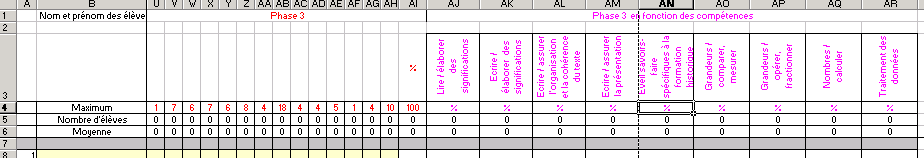 A B U V W X Y Z AA AB AC AD AE AF AG AH AI AJ AK AL AM AN AO AP AQ AR
1 Nom et prénom des élève Phase 3 Phase 3 en fonction des compétences
2
3 % Lire / élaborer des significations Ecrire / élaborer des significations Ecrire / assurer l'organisation et la cohérence du texte Ecrire / assurer la présentation Eveil savoirs-faire spécifiques à la formation historique Grandeurs / comparer, mesurer Grandeurs / opérer, fractionner Nombres / calculer Traitement des données
4 Maximum 1 7 6 7 6 8 4 18 4 4 5 1 4 10 100 % % % % % % % % %
5 Nombre d'élèves 0 0 0 0 0 0 0 0 0 0 0 0 0 0 0 0 0 0 0 0 0 0 0 0
6 Moyenne 0 0 0 0 0 0 0 0 0 0 0 0 0 0 0 0 0 0 0 0 0 0 0 0
7
8 1